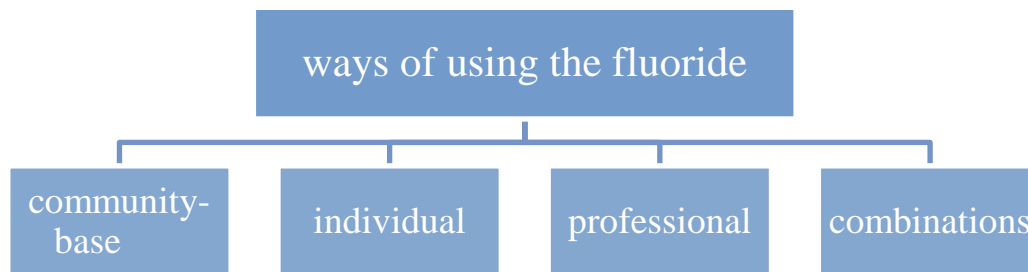 ways of using the fluoride
community-
base
individual
professional
combinations